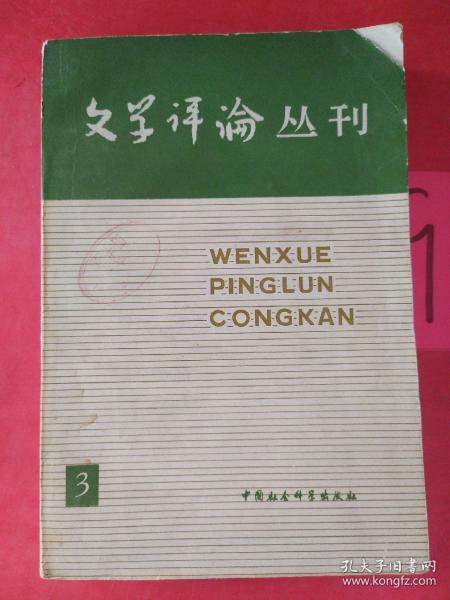 文学评论丛刊
WENXUE
PINGLUN
CONGKAN
3
中国社会科学出版社
孔夫子旧书网
www.kongfz.com